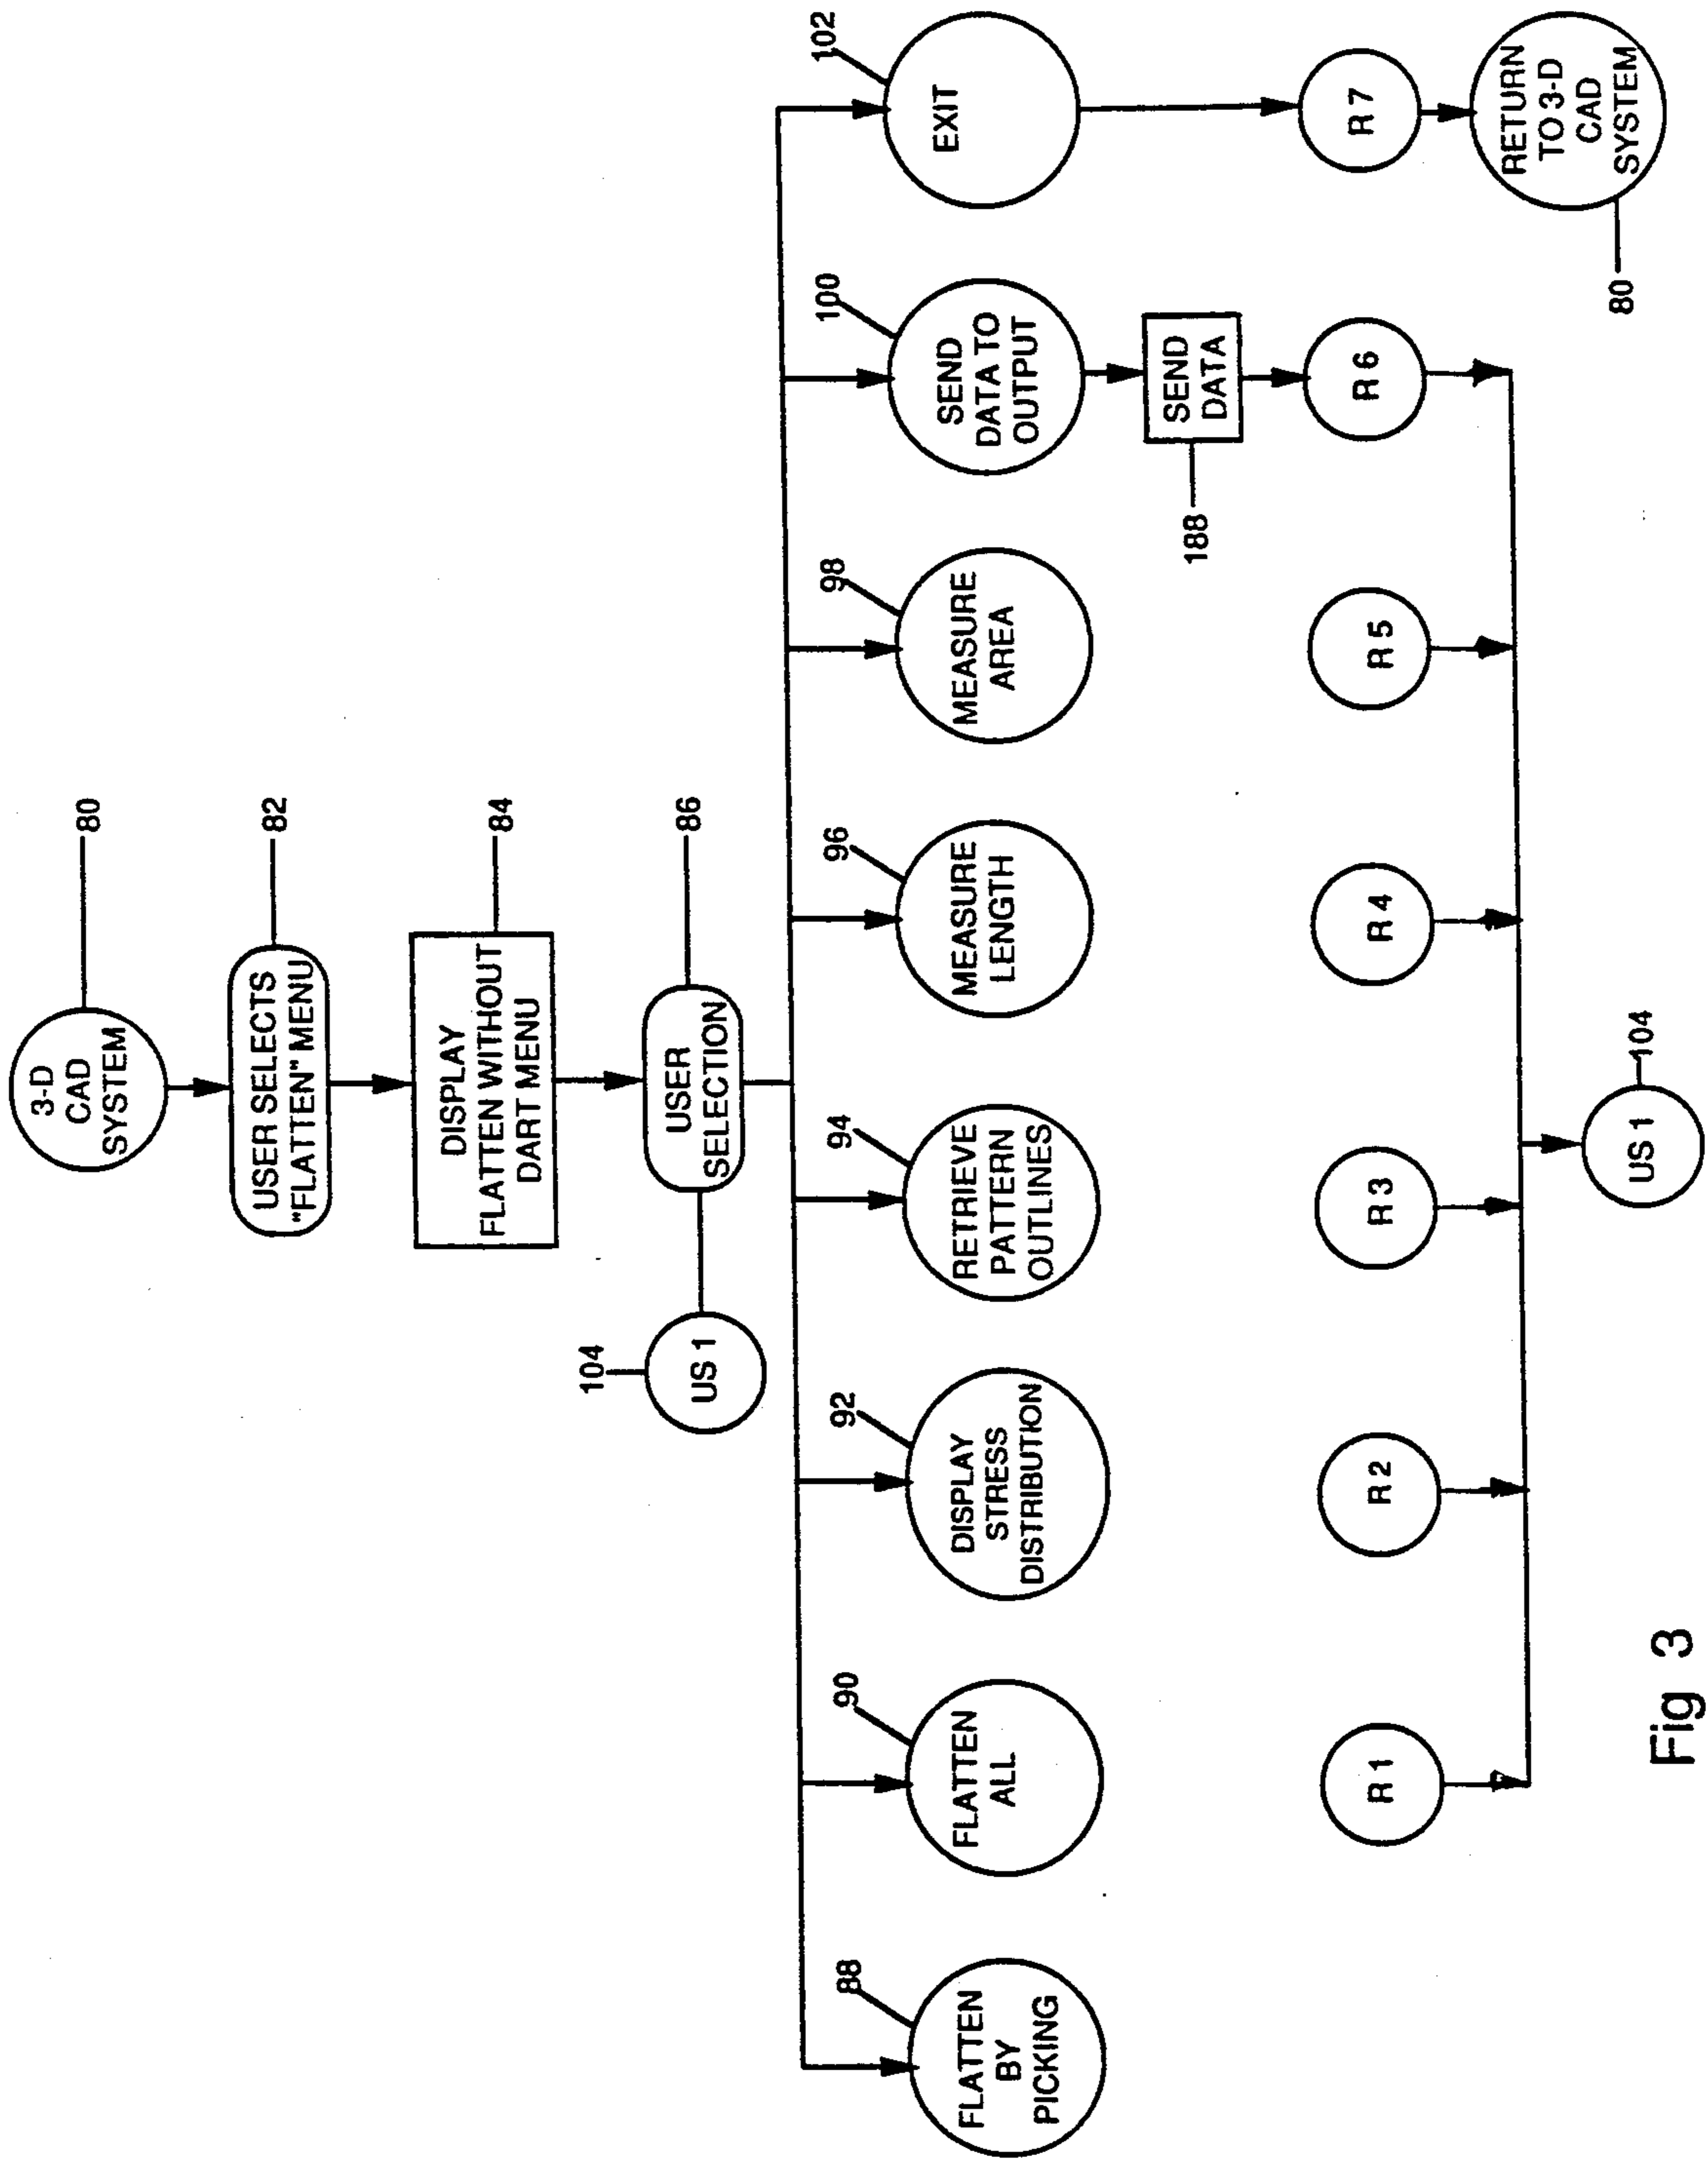 3-D
CAD
SYSTEM
80
USER SELECTS
"FLATTEN" MENU
82
DISPLAY
FLATTEN WITHOUT
DART MENU
84
104
US 1
USER
SELECTION
86
88
FLATTEN
BY
PICKING
90
FLATTEN
ALL
92
DISPLAY
STRESS
DISTRIBUTION
94
RETRIEVE
PATTERN
OUTLINES
96
MEASURE
LENGTH
98
MEASURE
AREA
100
SEND
DATA TO
OUTPUT
102
EXIT
188
SEND
DATA
R 1
R 2
R 3
R 4
R 5
R 6
R 7
US 1
104
80
RETURN
TO 3-D
CAD
SYSTEM
Fig 3